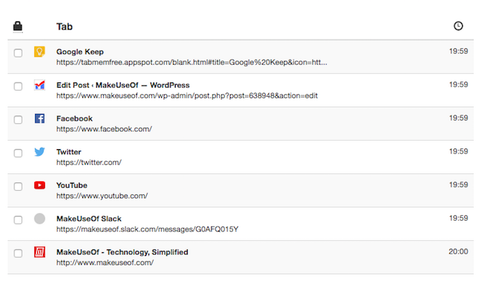 Tab
Google Keep 19:59
https://tabmemfree.appspot.com/blank.html#title=Google%20Keep&icon=htt...
Edit Post ‹ MakeUseOf — WordPress 19:59
https://www.makeuseof.com/wp-admin/post.php?post=638948&action=edit
Facebook 19:59
https://www.facebook.com/
Twitter 19:59
https://twitter.com/
YouTube 19:59
https://www.youtube.com/
MakeUseOf Slack 19:59
https://makeuseof.slack.com/messages/G0AFQ015Y
MakeUseOf - Technology, Simplified 20:00
http://www.makeuseof.com/